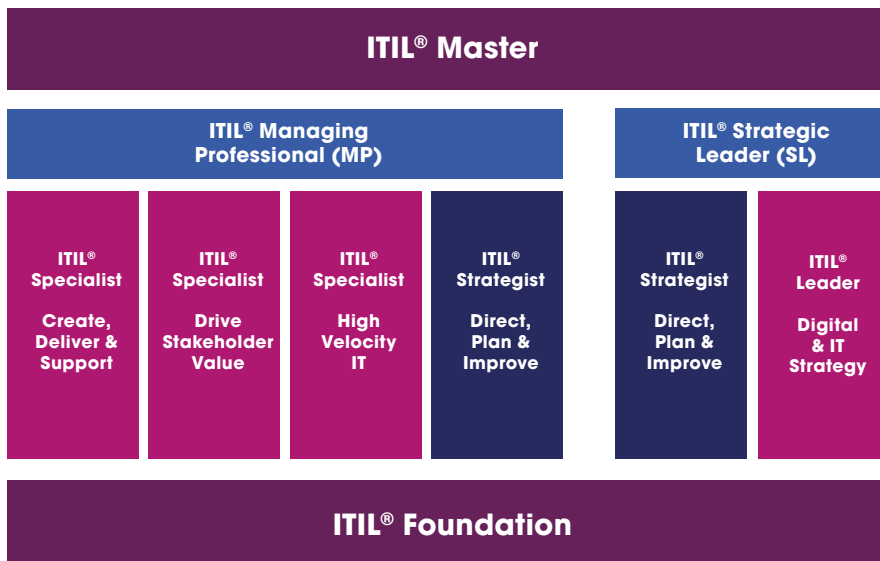 ITIL® Master
ITIL® Managing
Professional (MP)
ITIL® Strategic
Leader (SL)
ITIL®
Specialist
Create,
Deliver &
Support
ITIL®
Specialist
Drive
Stakeholder
Value
ITIL®
Specialist
High
Velocity
IT
ITIL®
Strategist
Direct,
Plan &
Improve
ITIL®
Strategist
Direct,
Plan &
Improve
ITIL®
Leader
Digital
& IT
Strategy
ITIL® Foundation